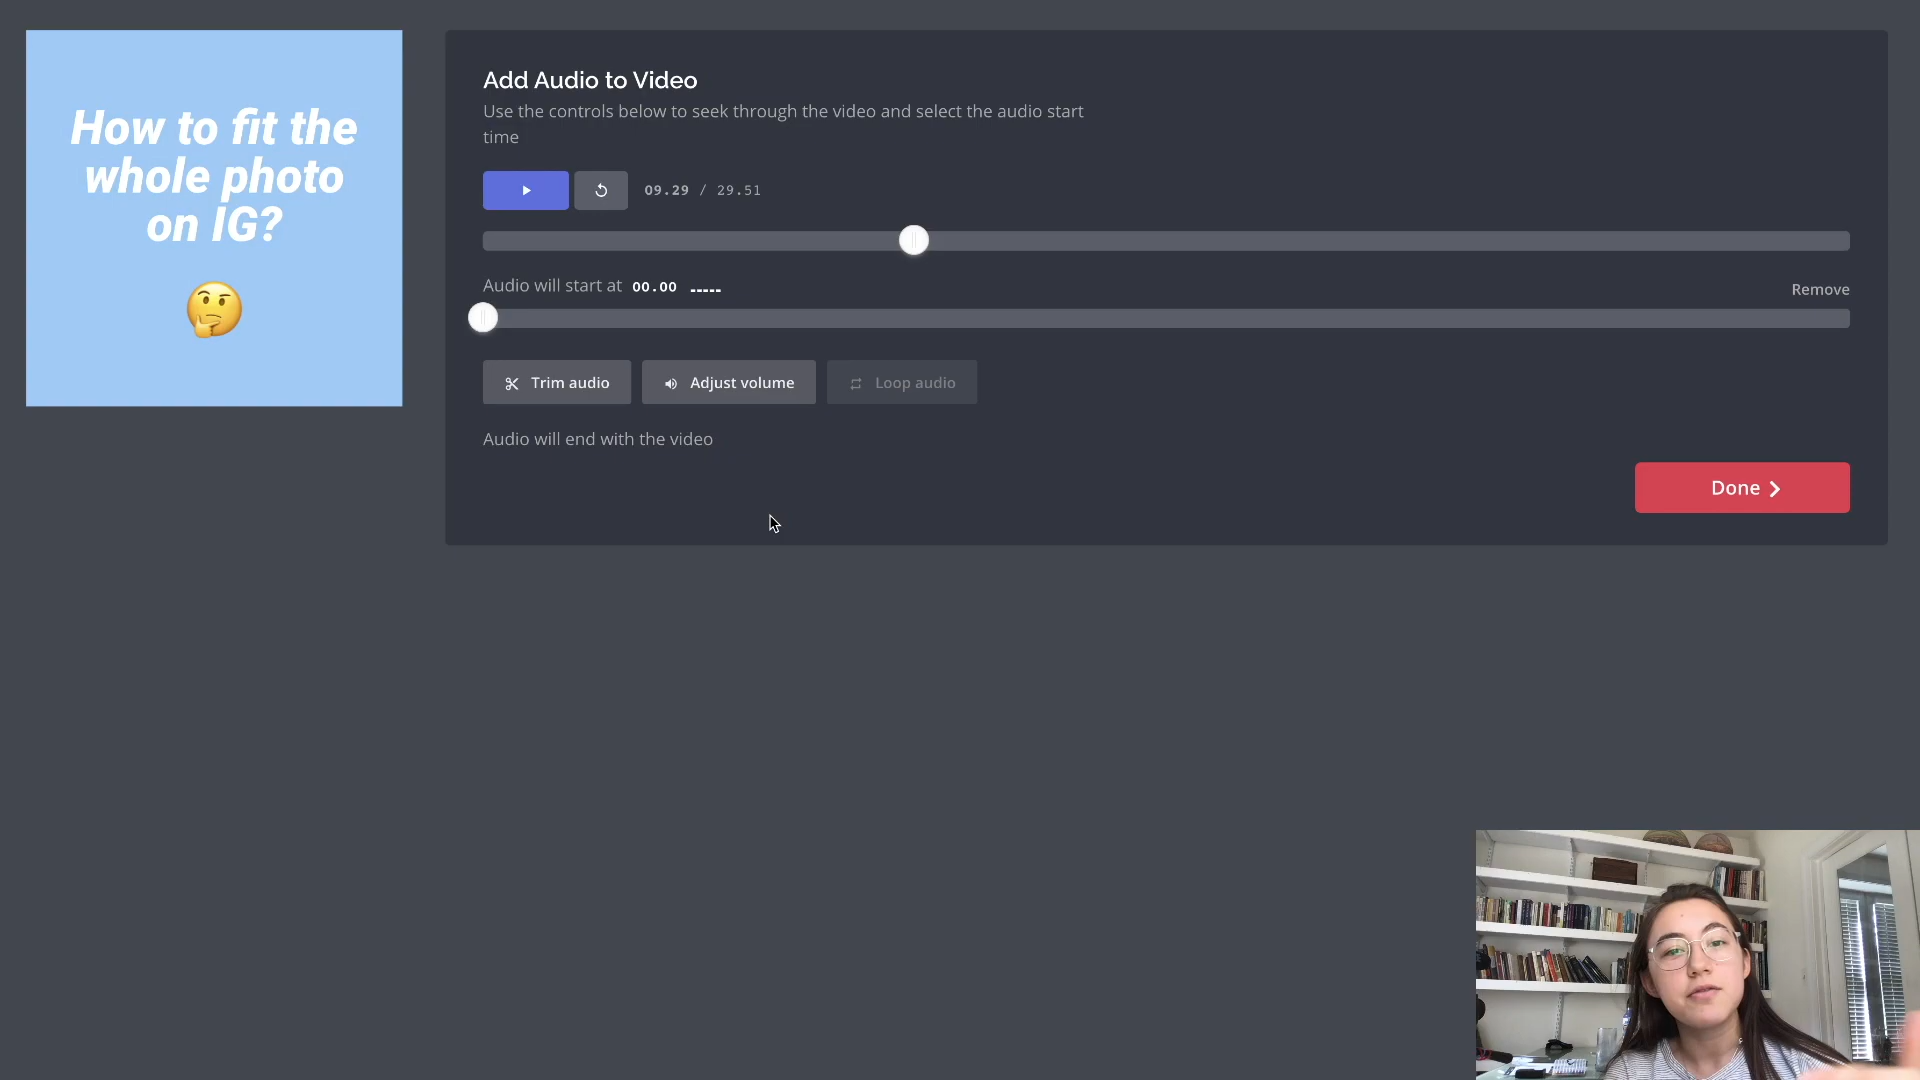 How to fit the
whole photo
on IG?
Add Audio to Video
Use the controls below to seek through the video and select the audio start
time
09.29 / 29.51
Audio will start at 00.00
Remove
Trim audio
Adjust volume
Loop audio
Audio will end with the video
Done